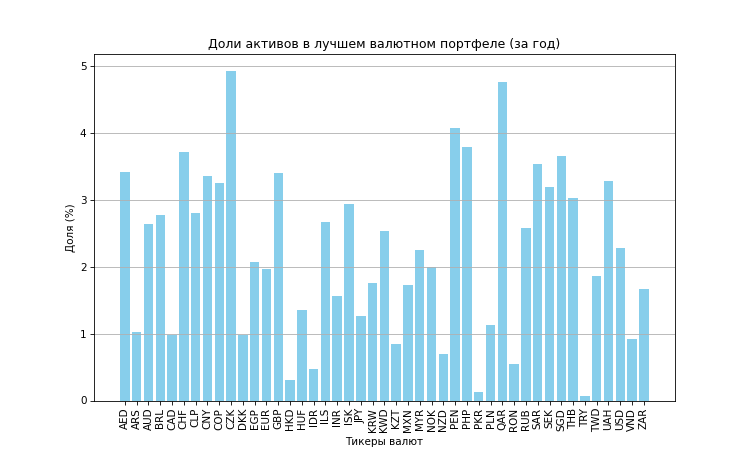 Доли активов в лучшем валютном портфеле (за год)
Доля (%)
5
4
3
2
1
0
AED ARS AUD BRL CAD CHF CLP CNY COP CZK DKK EGP EUR GBP HKD HUF IDR ILS INR ISK JPY KRW KWD KZT MXN MYR NOK NZD PEN PHP PKR PLN QAR RON RUB SAR SEK SGD THB TRY TWD UAH USD VND ZAR
Тикеры валют